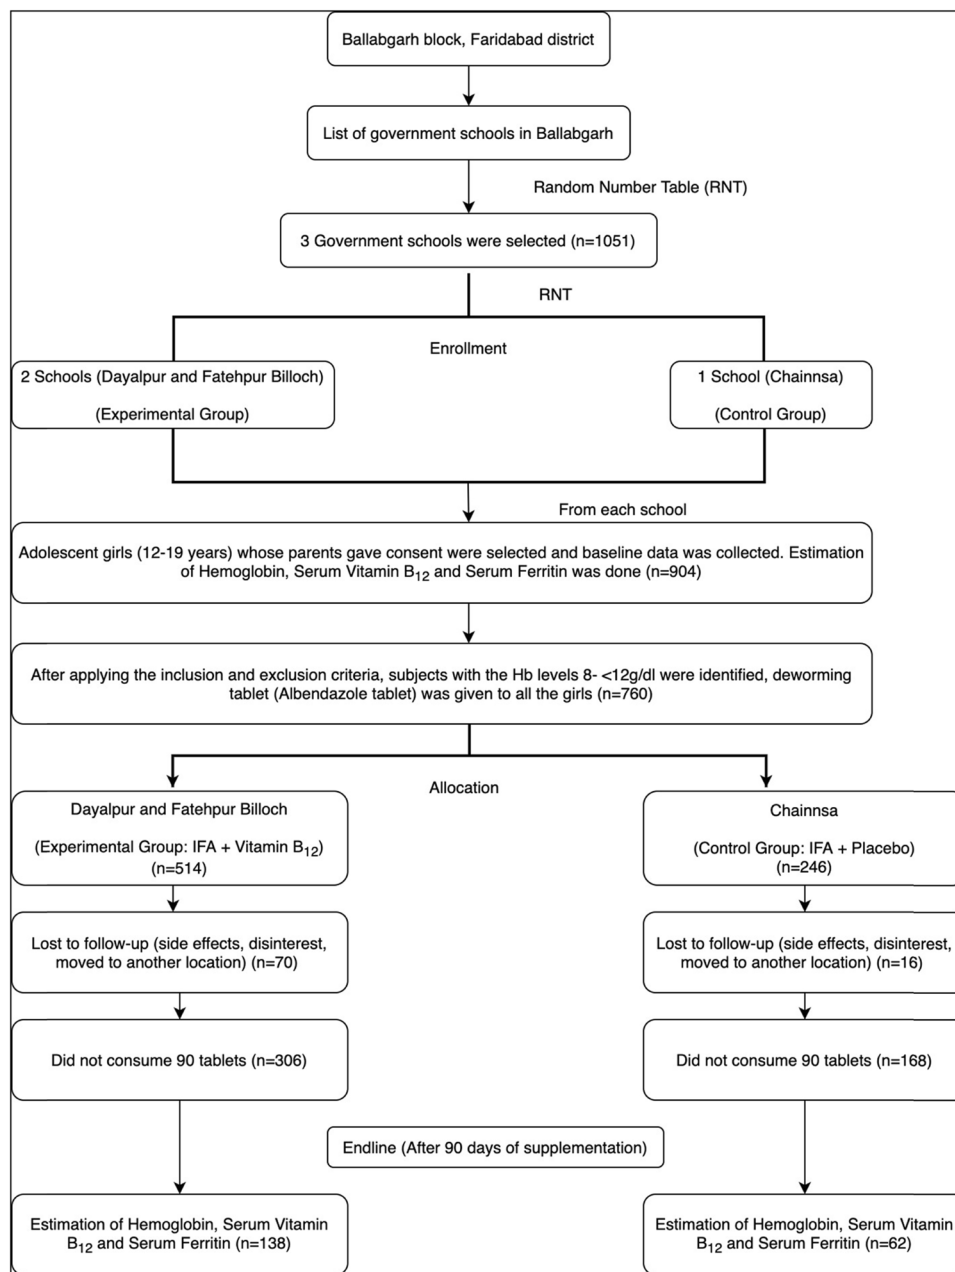 Ballabgarh block, Faridabad district
List of government schools in Ballabgarh
Random Number Table (RNT)
3 Government schools were selected (n=1051)
RNT
Enrollment
2 Schools (Dayalpur and Fatehpur Billoch)
(Experimental Group)
1 School (Chainnsa)
(Control Group)
From each school
Adolescent girls (12-19 years) whose parents gave consent were selected and baseline data was collected. Estimation
of Hemoglobin, Serum Vitamin B12 and Serum Ferritin was done (n=904)
After applying the inclusion and exclusion criteria, subjects with the Hb levels 8- <12g/dl were identified, deworming
tablet (Albendazole tablet) was given to all the girls (n=760)
Allocation
Dayalpur and Fatehpur Billoch
(Experimental Group: IFA + Vitamin B12)
(n=514)
Chainnsa
(Control Group: IFA + Placebo)
(n=246)
Lost to follow-up (side effects, disinterest,
moved to another location) (n=70)
Lost to follow-up (side effects, disinterest,
moved to another location) (n=16)
Did not consume 90 tablets (n=306)
Did not consume 90 tablets (n=168)
Endline (After 90 days of supplementation)
Estimation of Hemoglobin, Serum Vitamin
B12 and Serum Ferritin (n=138)
Estimation of Hemoglobin, Serum Vitamin
B12 and Serum Ferritin (n=62)